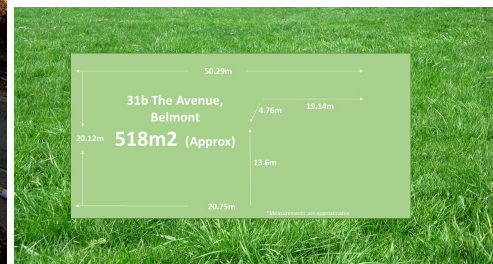 50.29m
31b The Avenue,
Belmont
4.76m
19.14m
20.12m
518m2 (Approx)
13.6m
20.75m
*Measurements are approximates